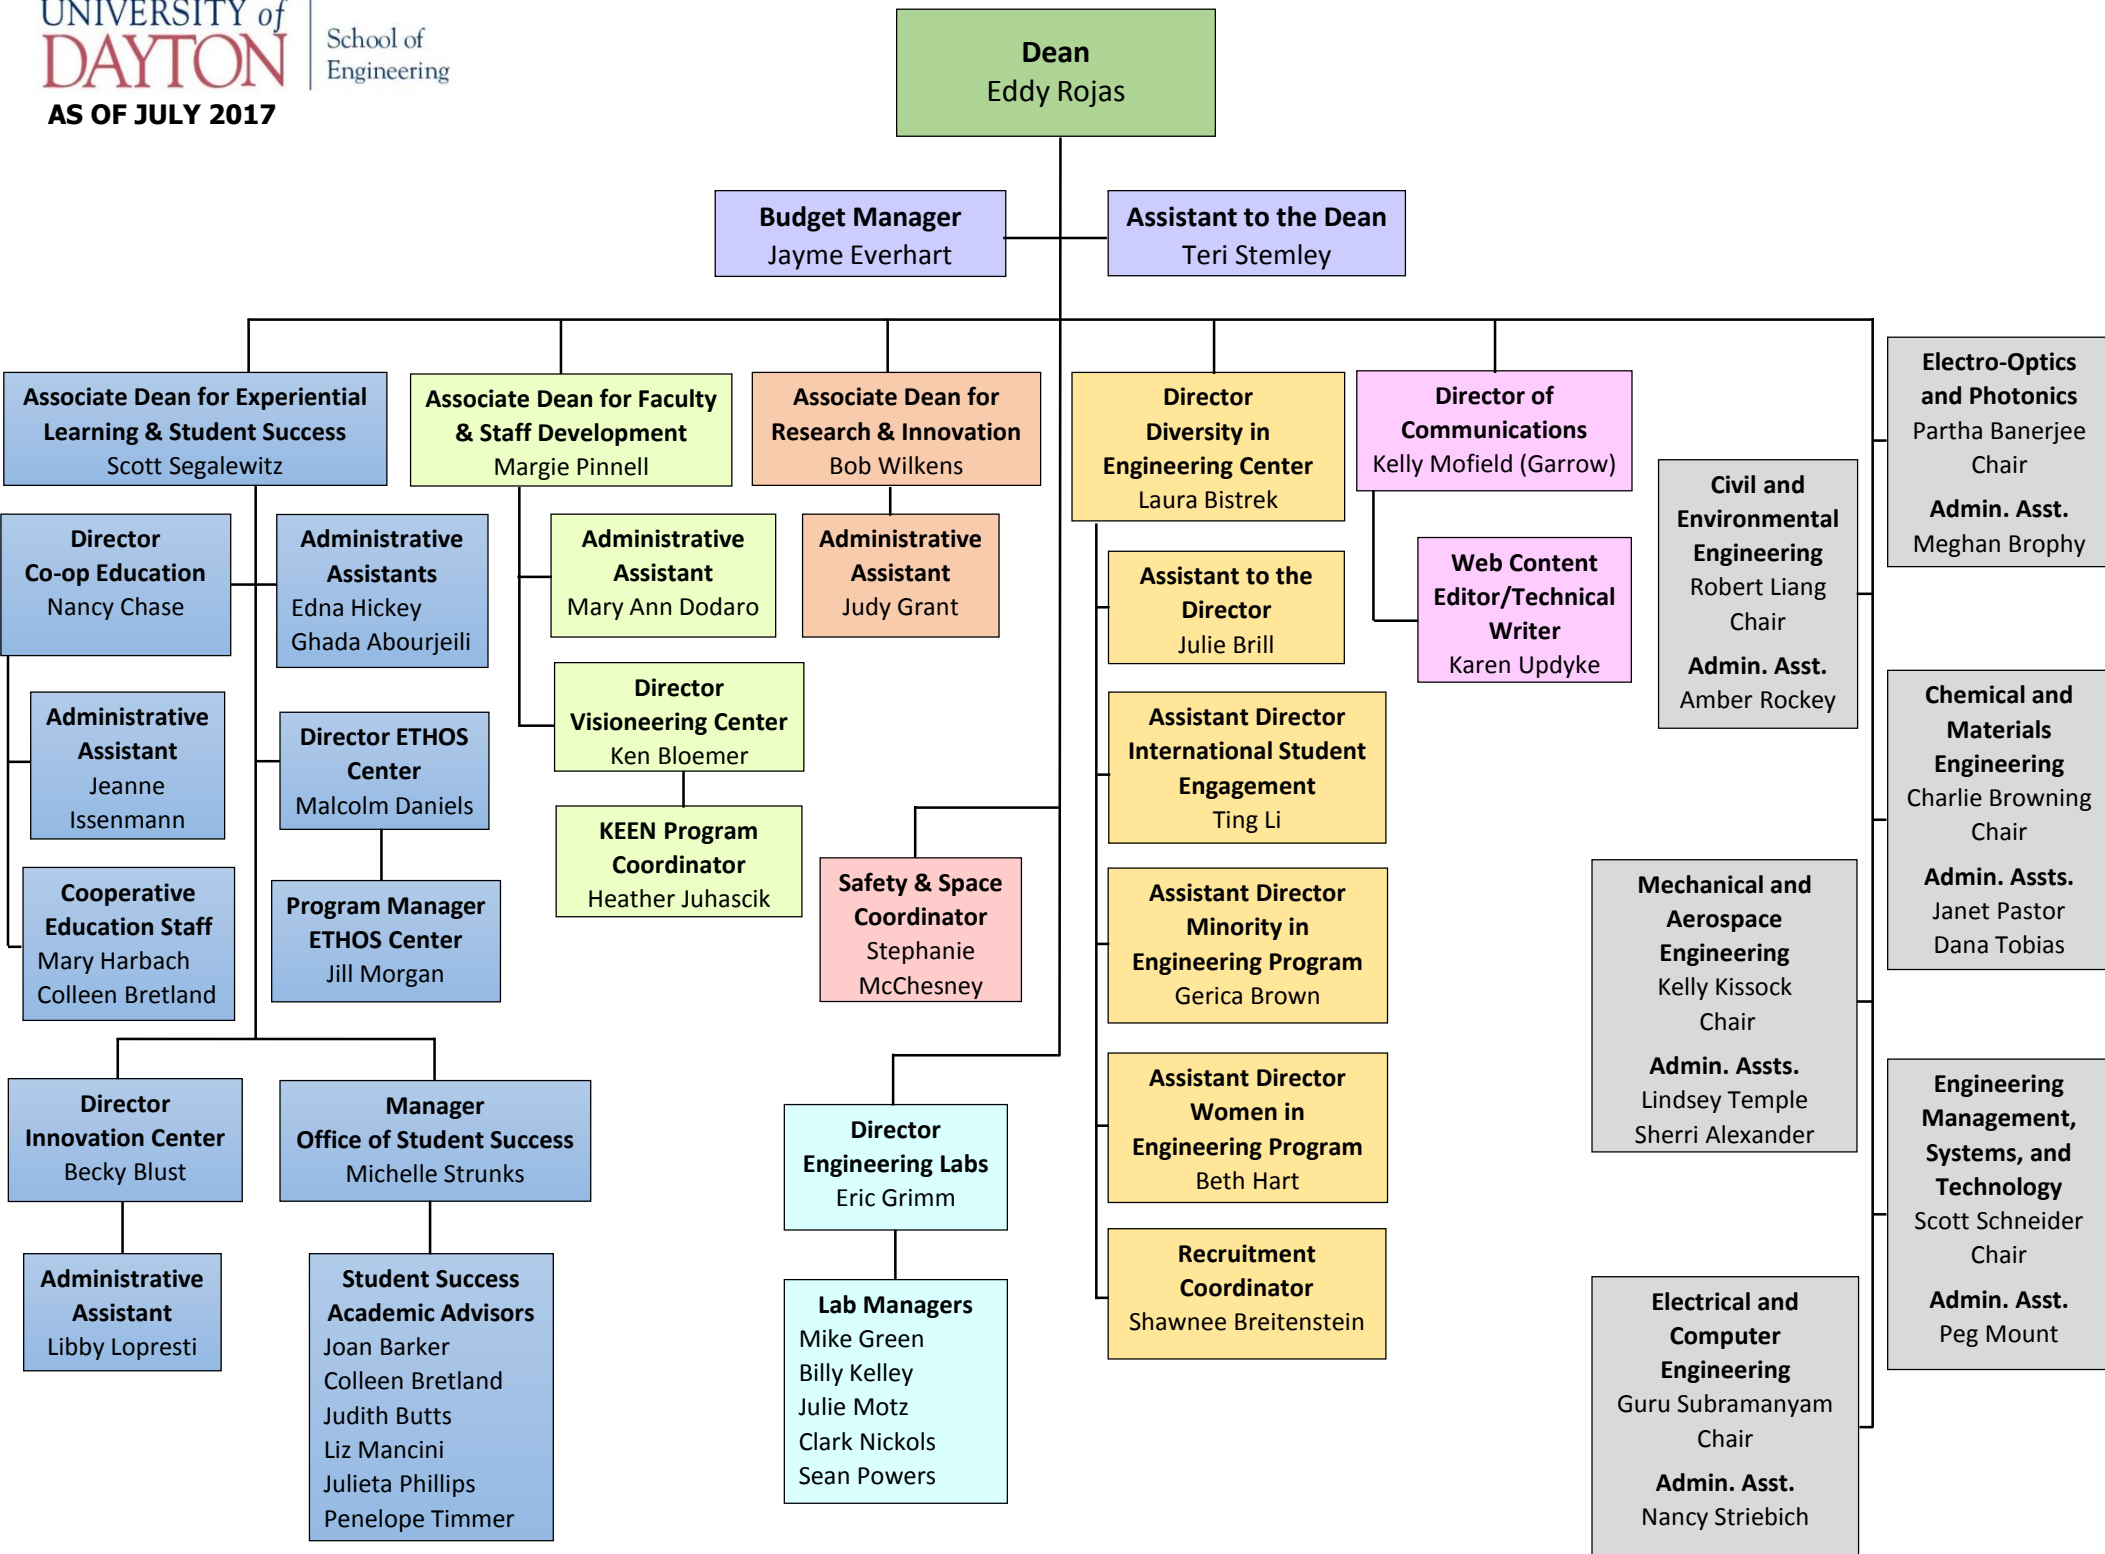 UNIVERSITY of
DAYTON
School of
Engineering
AS OF JULY 2017
Dean
Eddy Rojas
Budget Manager
Jayme Everhart
Assistant to the Dean
Teri Stemley
Associate Dean for Experiential
Learning & Student Success
Scott Segalewitz
Director
Co-op Education
Nancy Chase
Administrative
Assistants
Edna Hickey
Ghada Abourjeili
Administrative
Assistant
Jeanne
Issenmann
Director ETHOS
Center
Malcolm Daniels
Cooperative
Education Staff
Mary Harbach
Colleen Bretland
Program Manager
ETHOS Center
Jill Morgan
Director
Innovation Center
Becky Blust
Administrative
Assistant
Libby Lopresti
Manager
Office of Student Success
Michelle Strunks
Student Success
Academic Advisors
Joan Barker
Colleen Bretland
Judith Butts
Liz Mancini
Julieta Phillips
Penelope Timmer
Associate Dean for Faculty
& Staff Development
Margie Pinnell
Administrative
Assistant
Mary Ann Dodaro
Director
Visioneering Center
Ken Bloemer
KEEN Program
Coordinator
Heather Juhascik
Associate Dean for
Research & Innovation
Bob Wilkens
Administrative
Assistant
Judy Grant
Safety & Space
Coordinator
Stephanie
McChesney
Director
Engineering Labs
Eric Grimm
Lab Managers
Mike Green
Billy Kelley
Julie Motz
Clark Nickols
Sean Powers
Director
Diversity in
Engineering Center
Laura Bistrek
Assistant to the
Director
Julie Brill
Assistant Director
International Student
Engagement
Ting Li
Assistant Director
Minority in
Engineering Program
Gerica Brown
Assistant Director
Women in
Engineering Program
Beth Hart
Recruitment
Coordinator
Shawnee Breitenstein
Director of
Communications
Kelly Mofield (Garrow)
Web Content
Editor/Technical
Writer
Karen Updyke
Electro-Optics
and Photonics
Partha Banerjee
Chair
Admin. Asst.
Meghan Brophy
Civil and
Environmental
Engineering
Robert Liang
Chair
Admin. Asst.
Amber Rockey
Chemical and
Materials
Engineering
Charlie Browning
Chair
Admin. Assts.
Janet Pastor
Dana Tobias
Mechanical and
Aerospace
Engineering
Kelly Kissock
Chair
Admin. Assts.
Lindsey Temple
Sherri Alexander
Engineering
Management,
Systems, and
Technology
Scott Schneider
Chair
Admin. Asst.
Peg Mount
Electrical and
Computer
Engineering
Guru Subramanyam
Chair
Admin. Asst.
Nancy Striebich